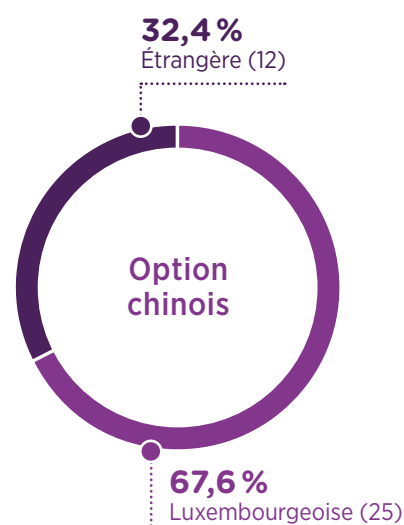 32,4 %
Étrangère (12)
Option
chinois
67,6 %
Luxembourgeoise (25)